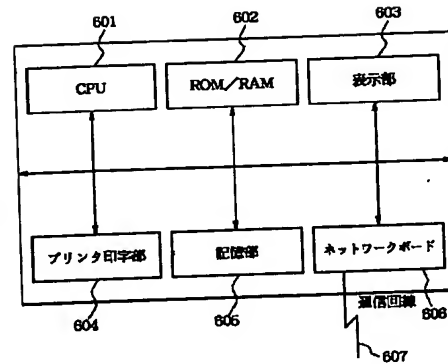 601
602
603
CPU
ROM/RAM
表示部
プリンタ印字部
記憶部
ネットワークボード
604
605
通信回線
606
607